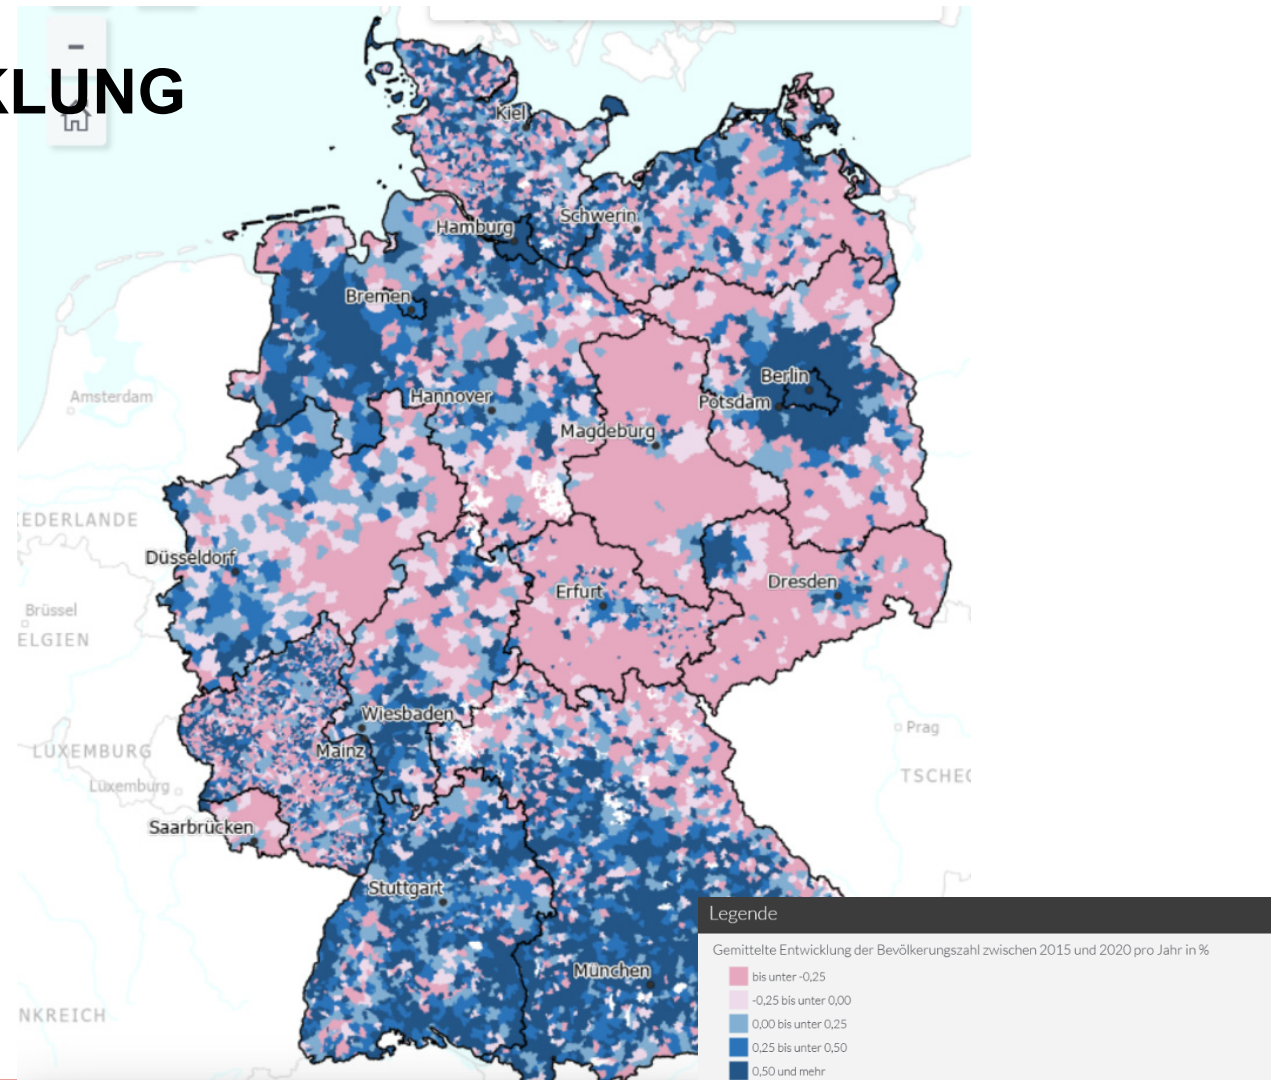 KLUNG
Kiel
Schwerin
Hamburg
Bremen
Berlin
Amsterdam
Hannover
Potsdam
Magdeburg
IEDERLANDE
Düsseldorf
Dresden
Erfurt
Brüssel
ELGIEN
Wiesbaden
Prag
LUXEMBURG
Mainz
TSCHEC
Luxemburg
Saarbrücken
Stuttgart
München
NKREICH
Legende
Gemittelte Entwicklung der Bevölkerungszahl zwischen 2015 und 2020 pro Jahr in %
bis unter -0,25
-0,25 bis unter 0,00
0,00 bis unter 0,25
0,25 bis unter 0,50
0,50 und mehr